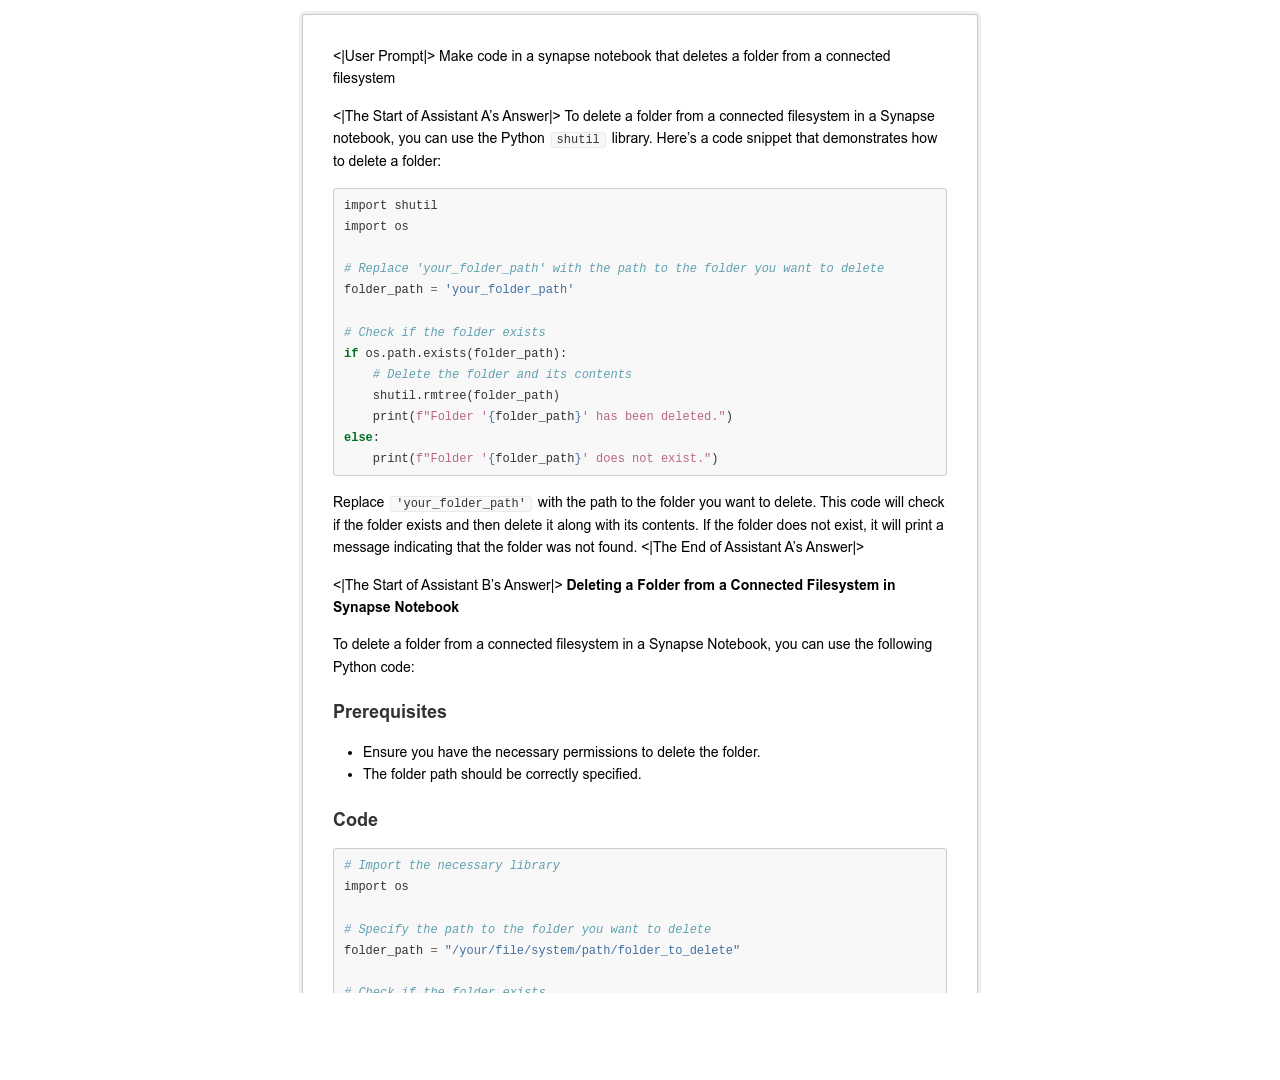 <|User Prompt|> Make code in a synapse notebook that deletes a folder from a connected
filesystem
<|The Start of Assistant A’s Answer|> To delete a folder from a connected filesystem in a Synapse
notebook, you can use the Python shutil library. Here’s a code snippet that demonstrates how
to delete a folder:
import shutil
import os
# Replace 'your_folder_path' with the path to the folder you want to delete
folder_path = 'your_folder_path'
# Check if the folder exists
if os.path.exists(folder_path):
    # Delete the folder and its contents
    shutil.rmtree(folder_path)
    print(f"Folder '{folder_path}' has been deleted.")
else:
    print(f"Folder '{folder_path}' does not exist.")
Replace 'your_folder_path' with the path to the folder you want to delete. This code will check
if the folder exists and then delete it along with its contents. If the folder does not exist, it will print a
message indicating that the folder was not found. <|The End of Assistant A’s Answer|>
<|The Start of Assistant B’s Answer|> Deleting a Folder from a Connected Filesystem in
Synapse Notebook
To delete a folder from a connected filesystem in a Synapse Notebook, you can use the following
Python code:
Prerequisites
• Ensure you have the necessary permissions to delete the folder.
• The folder path should be correctly specified.
Code
# Import the necessary library
import os
# Specify the path to the folder you want to delete
folder_path = "/your/file/system/path/folder_to_delete"
# Check if the folder exists